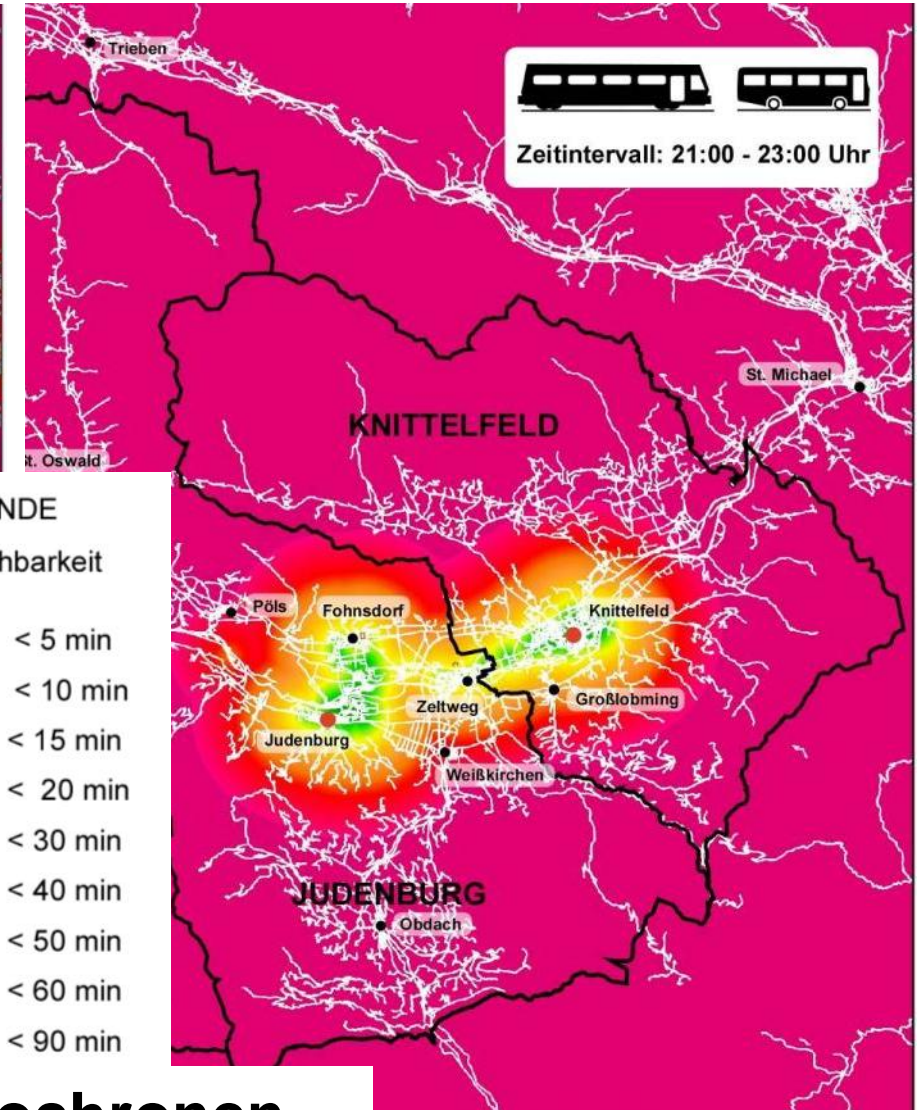 Trieben
Zeitintervall: 21:00 - 23:00 Uhr
St. Michael
KNITTELFELD
St. Oswald
NDE
hbarkeit
< 5 min
< 10 min
< 15 min
< 20 min
< 30 min
< 40 min
< 50 min
< 60 min
< 90 min
Pöls
Fohnsdorf
Knittelfeld
Zeltweg
Großlobming
Judenburg
Weißkirchen
JUDENBURG
Obdach